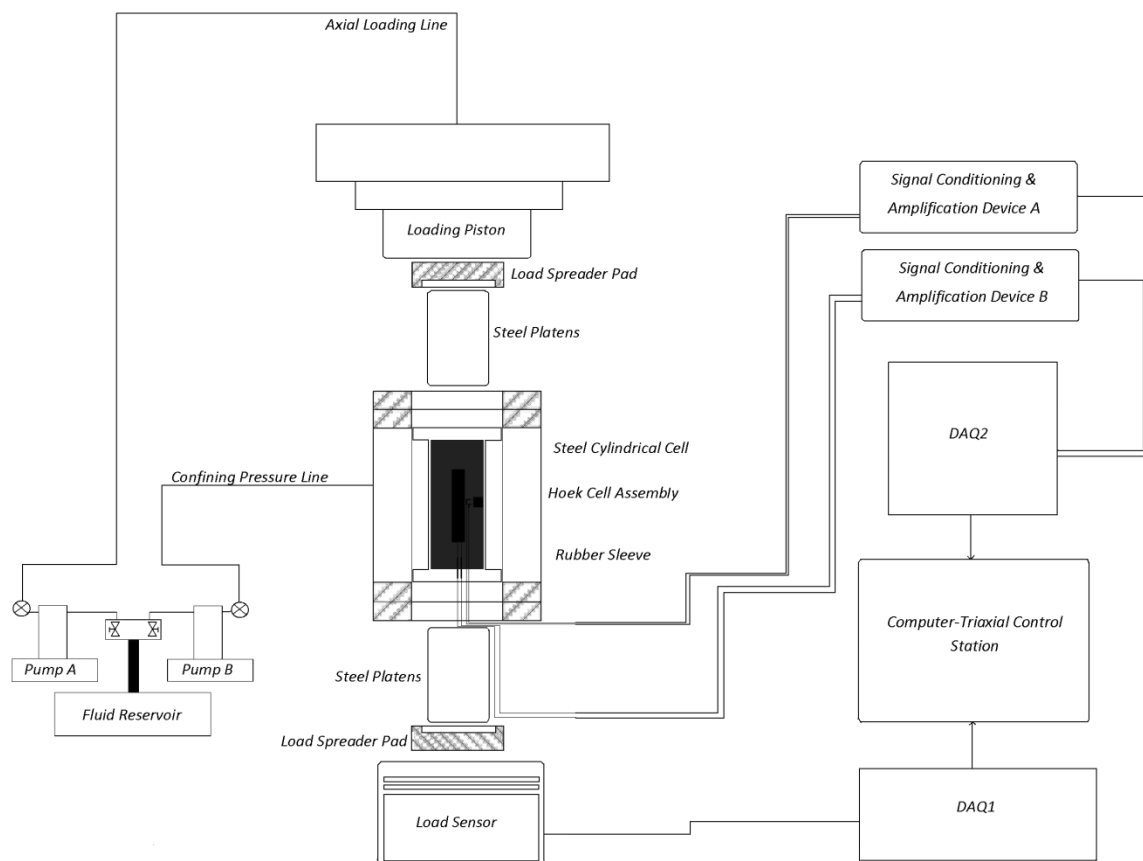 Axial Loading Line
Signal Conditioning &
Amplification Device A
Loading Piston
Load Spreader Pad
Signal Conditioning &
Amplification Device B
Steel Platens
DAQ2
Steel Cylindrical Cell
Confining Pressure Line
Hoek Cell Assembly
Rubber Sleeve
Computer-Triaxial Control
Station
Pump A
Pump B
Steel Platens
Fluid Reservoir
Load Spreader Pad
DAQ1
Load Sensor